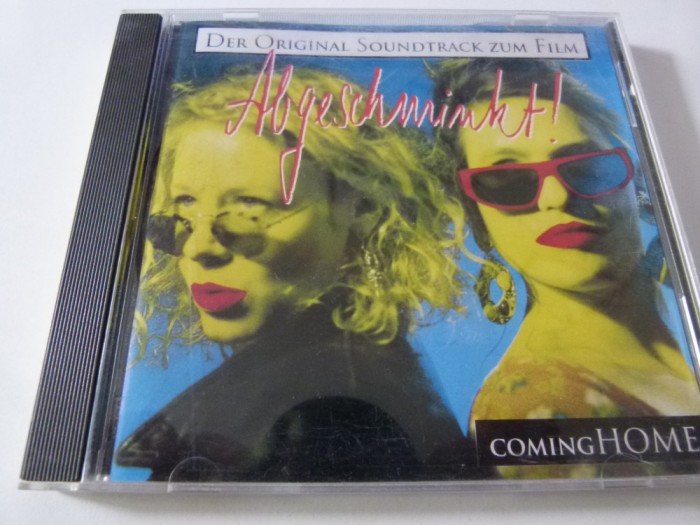 DER ORIGINAL SOUNDTRACK ZUM FILM
Abgeschminkt!
COMINGHOME